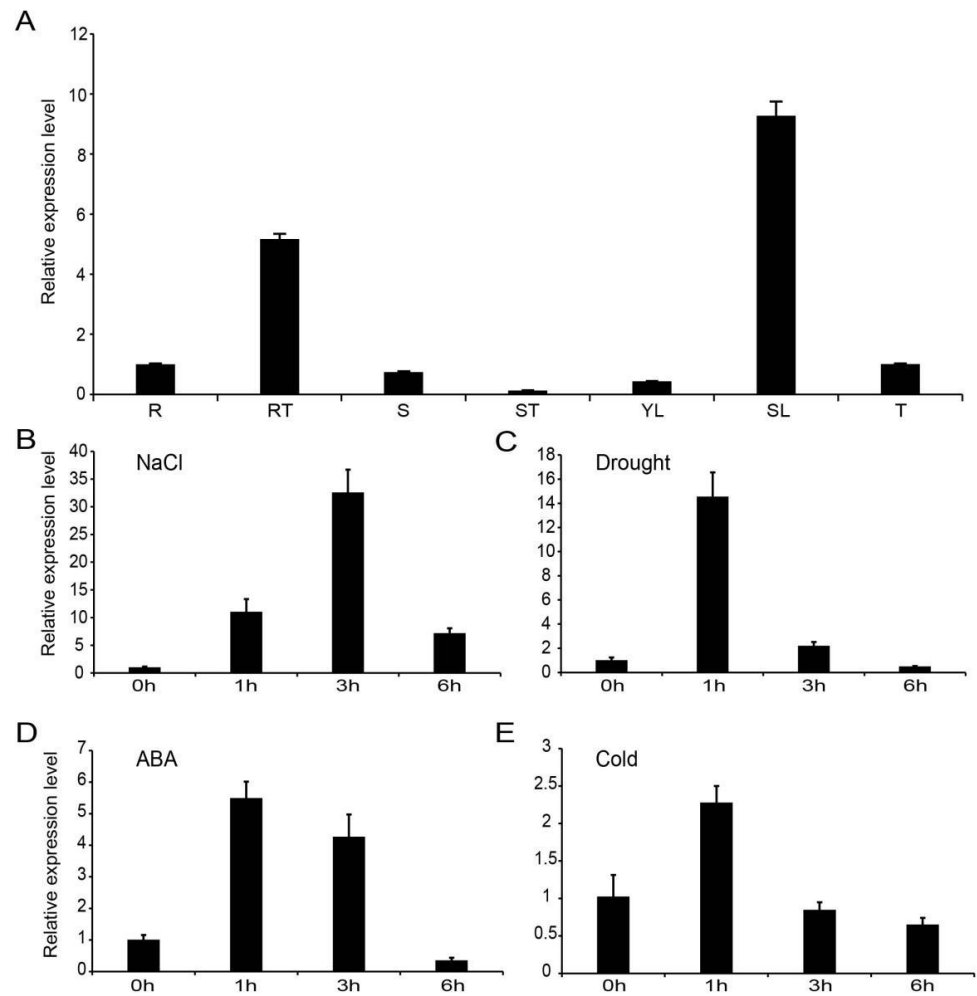 A
Relative expression level
12
10
8
6
4
2
0
R RT S ST YL SL T
B
NaCl
Relative expression level
40
35
30
25
20
15
10
5
0
0h 1h 3h 6h
C
Drought
18
16
14
12
10
8
6
4
2
0
0h 1h 3h 6h
D
ABA
Relative expression level
7
6
5
4
3
2
1
0
0h 1h 3h 6h
E
Cold
3
2.5
2
1.5
1
0.5
0
0h 1h 3h 6h